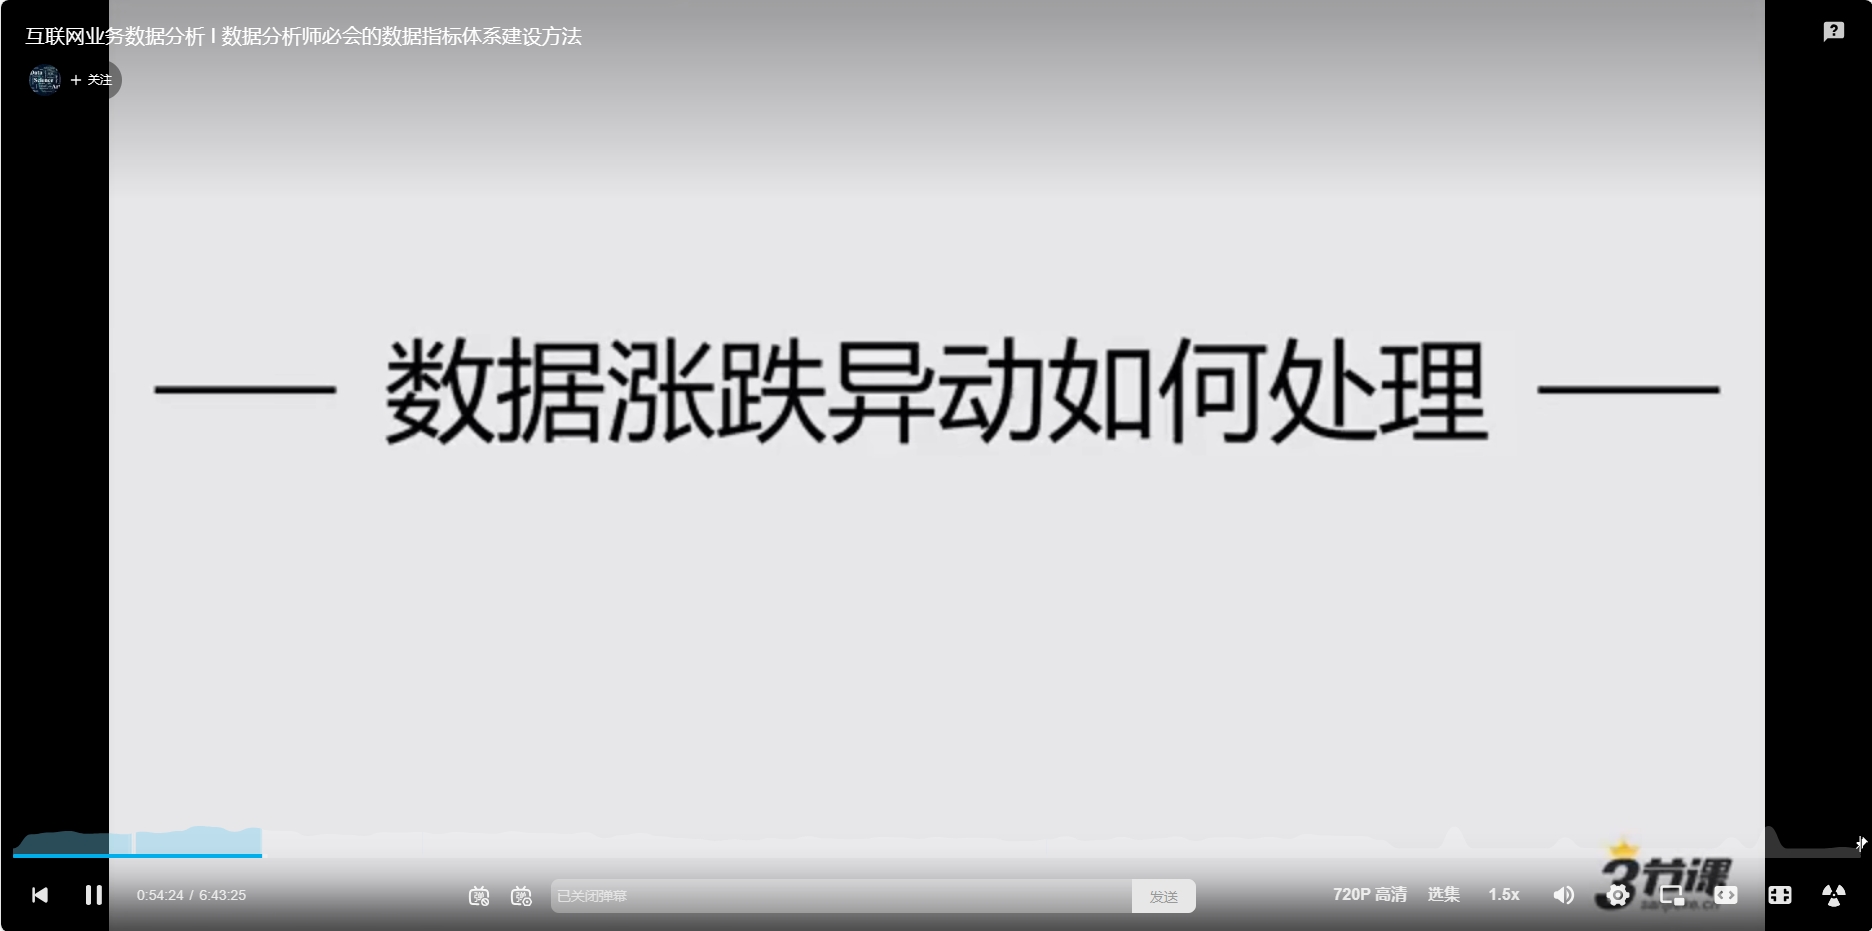 互联网业务数据分析 I 数据分析师必会的数据指标体系建设方法
+ 关注
数据涨跌异动如何处理
0:54:24 / 6:43:25
已关闭弹幕
发送
720P 高清
选集
1.5x
3节课